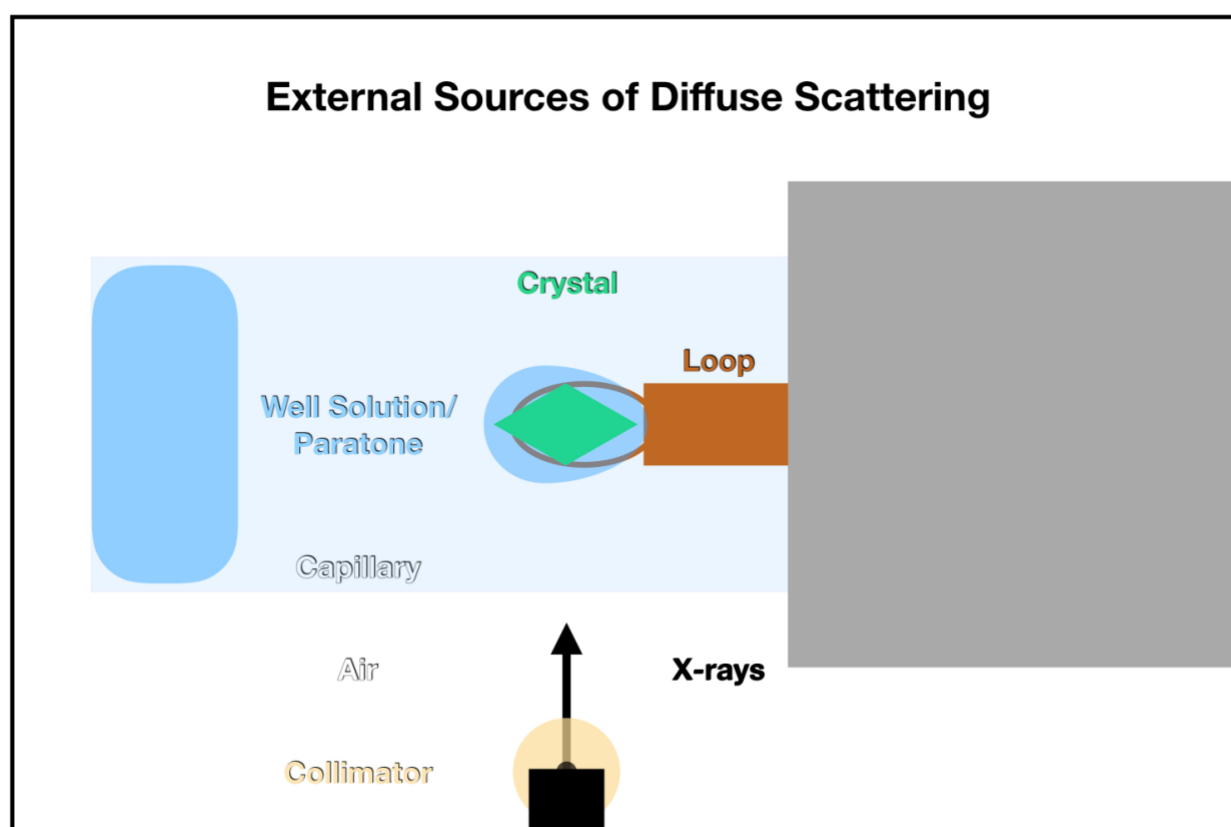 External Sources of Diffuse Scattering
Crystal
Loop
Well Solution/
Paratone
Capillary
Air
X-rays
Collimator